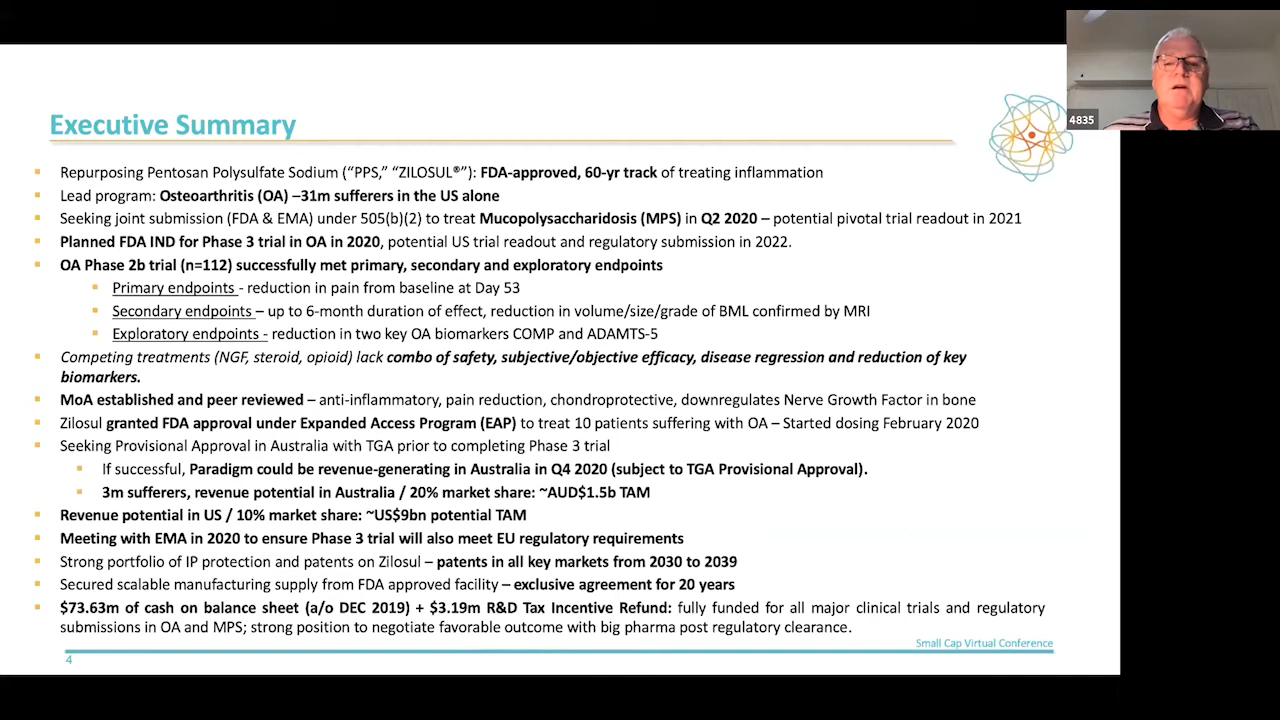 4835
Executive Summary
▪ Repurposing Pentosan Polysulfate Sodium (“PPS,” “ZILOSUL®”): FDA-approved, 60-yr track of treating inflammation
▪ Lead program: Osteoarthritis (OA) –31m sufferers in the US alone
▪ Seeking joint submission (FDA & EMA) under 505(b)(2) to treat Mucopolysaccharidosis (MPS) in Q2 2020 – potential pivotal trial readout in 2021
▪ Planned FDA IND for Phase 3 trial in OA in 2020, potential US trial readout and regulatory submission in 2022.
▪ OA Phase 2b trial (n=112) successfully met primary, secondary and exploratory endpoints
▪ Primary endpoints - reduction in pain from baseline at Day 53
▪ Secondary endpoints – up to 6-month duration of effect, reduction in volume/size/grade of BML confirmed by MRI
▪ Exploratory endpoints - reduction in two key OA biomarkers COMP and ADAMTS-5
▪ Competing treatments (NGF, steroid, opioid) lack combo of safety, subjective/objective efficacy, disease regression and reduction of key
biomarkers.
▪ MoA established and peer reviewed – anti-inflammatory, pain reduction, chondroprotective, downregulates Nerve Growth Factor in bone
▪ Zilosul granted FDA approval under Expanded Access Program (EAP) to treat 10 patients suffering with OA – Started dosing February 2020
▪ Seeking Provisional Approval in Australia with TGA prior to completing Phase 3 trial
▪ If successful, Paradigm could be revenue-generating in Australia in Q4 2020 (subject to TGA Provisional Approval).
▪ 3m sufferers, revenue potential in Australia / 20% market share: ~AUD$1.5b TAM
▪ Revenue potential in US / 10% market share: ~US$9bn potential TAM
▪ Meeting with EMA in 2020 to ensure Phase 3 trial will also meet EU regulatory requirements
▪ Strong portfolio of IP protection and patents on Zilosul – patents in all key markets from 2030 to 2039
▪ Secured scalable manufacturing supply from FDA approved facility – exclusive agreement for 20 years
▪ $73.63m of cash on balance sheet (a/o DEC 2019) + $3.19m R&D Tax Incentive Refund: fully funded for all major clinical trials and regulatory
submissions in OA and MPS; strong position to negotiate favorable outcome with big pharma post regulatory clearance.
Small Cap Virtual Conference
4